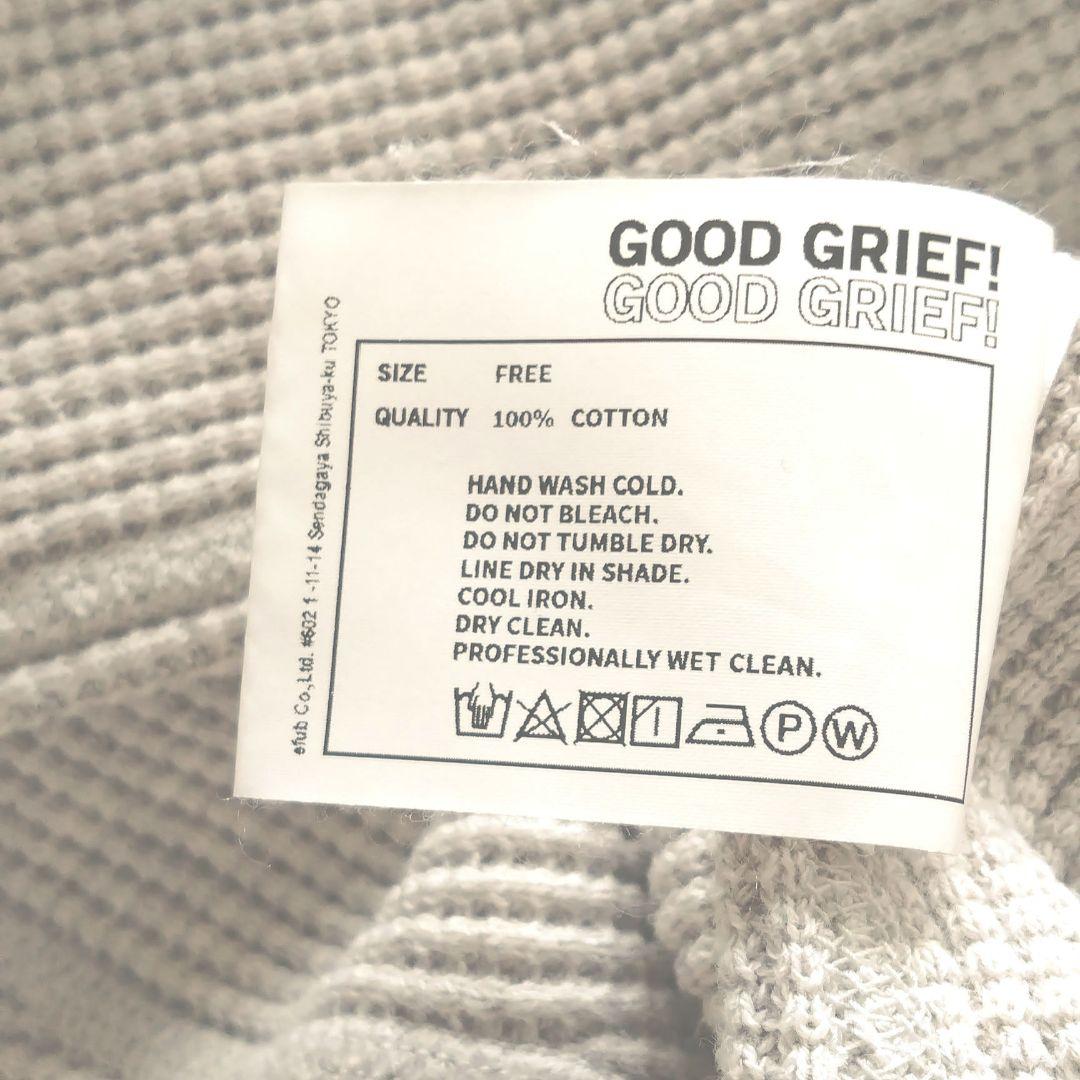 GOOD GRIEF!
GOOD GRIEF!
SIZE FREE
QUALITY 100% COTTON
HAND WASH COLD.
DO NOT BLEACH.
DO NOT TUMBLE DRY.
LINE DRY IN SHADE.
COOL IRON.
DRY CLEAN.
PROFESSIONALLY WET CLEAN.
P W
efub Co,Ltd. #602 1 -11-14 Sendagaya Shibuya-ku TOKYO